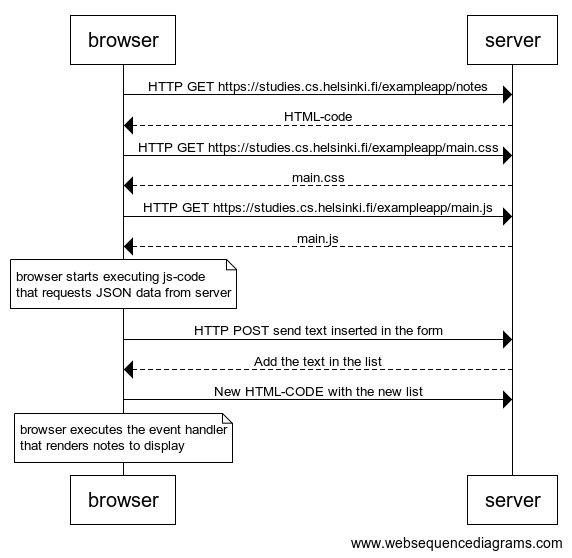 browser
server
HTTP GET https://studies.cs.helsinki.fi/exampleapp/notes
HTML-code
HTTP GET https://studies.cs.helsinki.fi/exampleapp/main.css
main.css
HTTP GET https://studies.cs.helsinki.fi/exampleapp/main.js
main.js
browser starts executing js-code
that requests JSON data from server
HTTP POST send text inserted in the form
Add the text in the list
New HTML-CODE with the new list
browser executes the event handler
that renders notes to display
browser
server
www.websequencediagrams.com